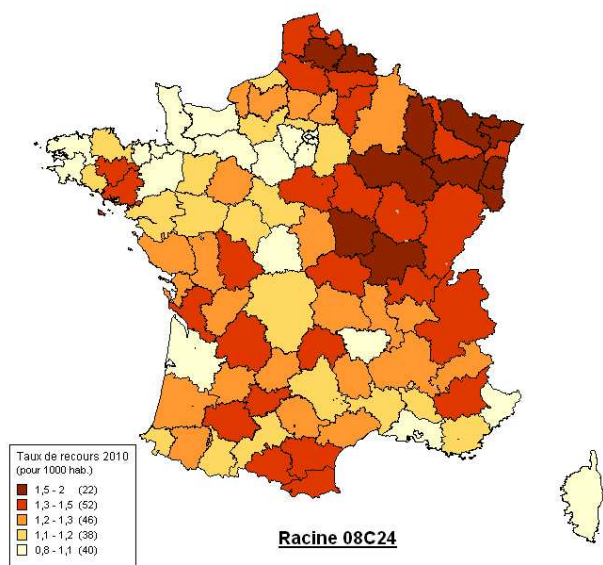 Taux de recours 2010
(pour 1000 hab.)
1,5 - 2 (22)
1,3 - 1,5 (52)
1,2 - 1,3 (46)
1,1 - 1,2 (38)
0,8 - 1,1 (40)
Racine 08C24